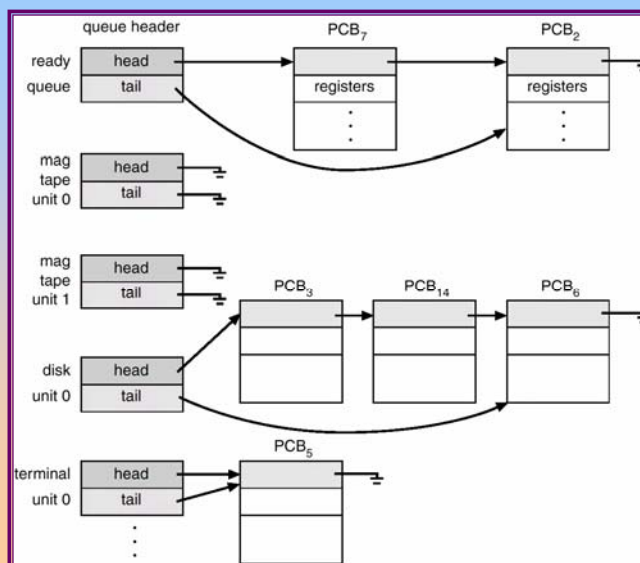 queue header PCB7 PCB2
ready head
queue tail registers registers
mag
tape head
unit 0 tail
mag
tape head
unit 1 tail
PCB3 PCB14 PCB6
disk head
unit 0 tail
PCB5
terminal head
unit 0 tail